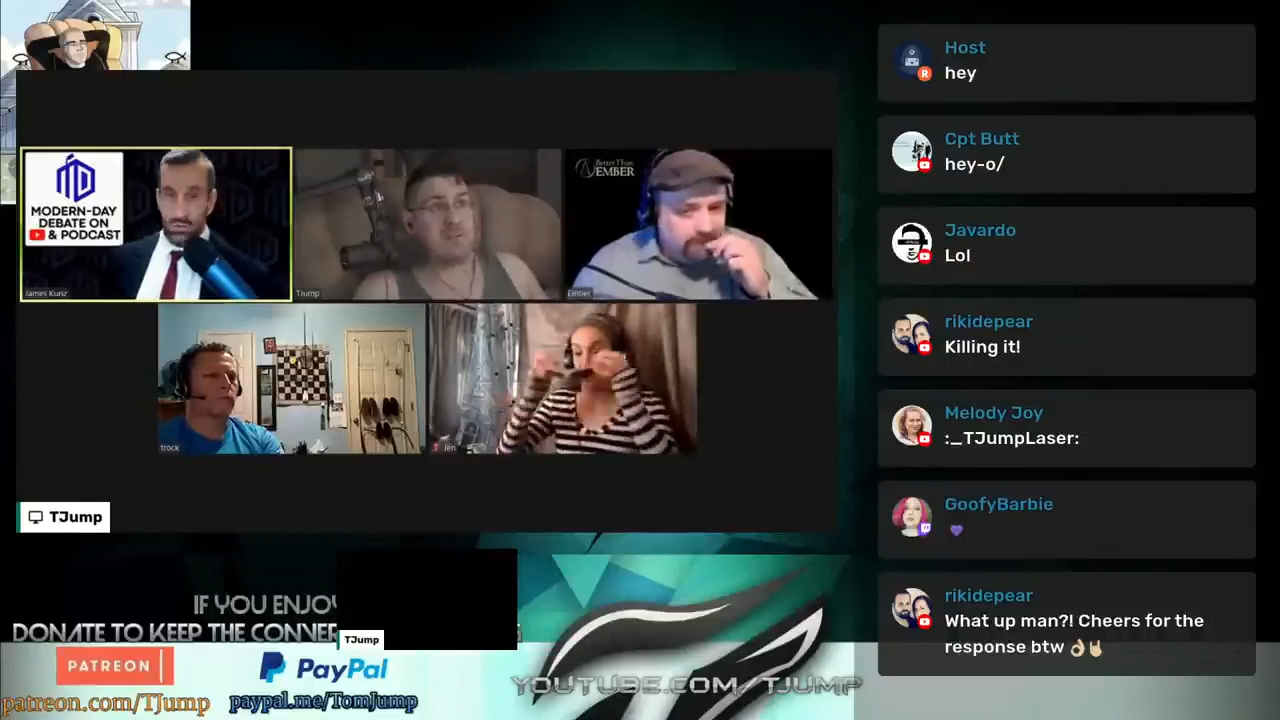 MODERN-DAY
DEBATE ON
& PODCAST
James Kunz
TJump
Better Than
EMBER
Ember
trock
Jen
TJump
IF YOU ENJOY
DONATE TO KEEP THE CONVER
TJump
PATREON
PayPal
patreon.com/TJump
paypal.me/TomJump
YOUTUBE.COM/TJUMP
Host
hey
Cpt Butt
hey-o/
Javardo
Lol
rikidepear
Killing it!
Melody Joy
:_TJumpLaser:
GoofyBarbie
💜
rikidepear
What up man?! Cheers for the
response btw 👌🏼🤘🏼